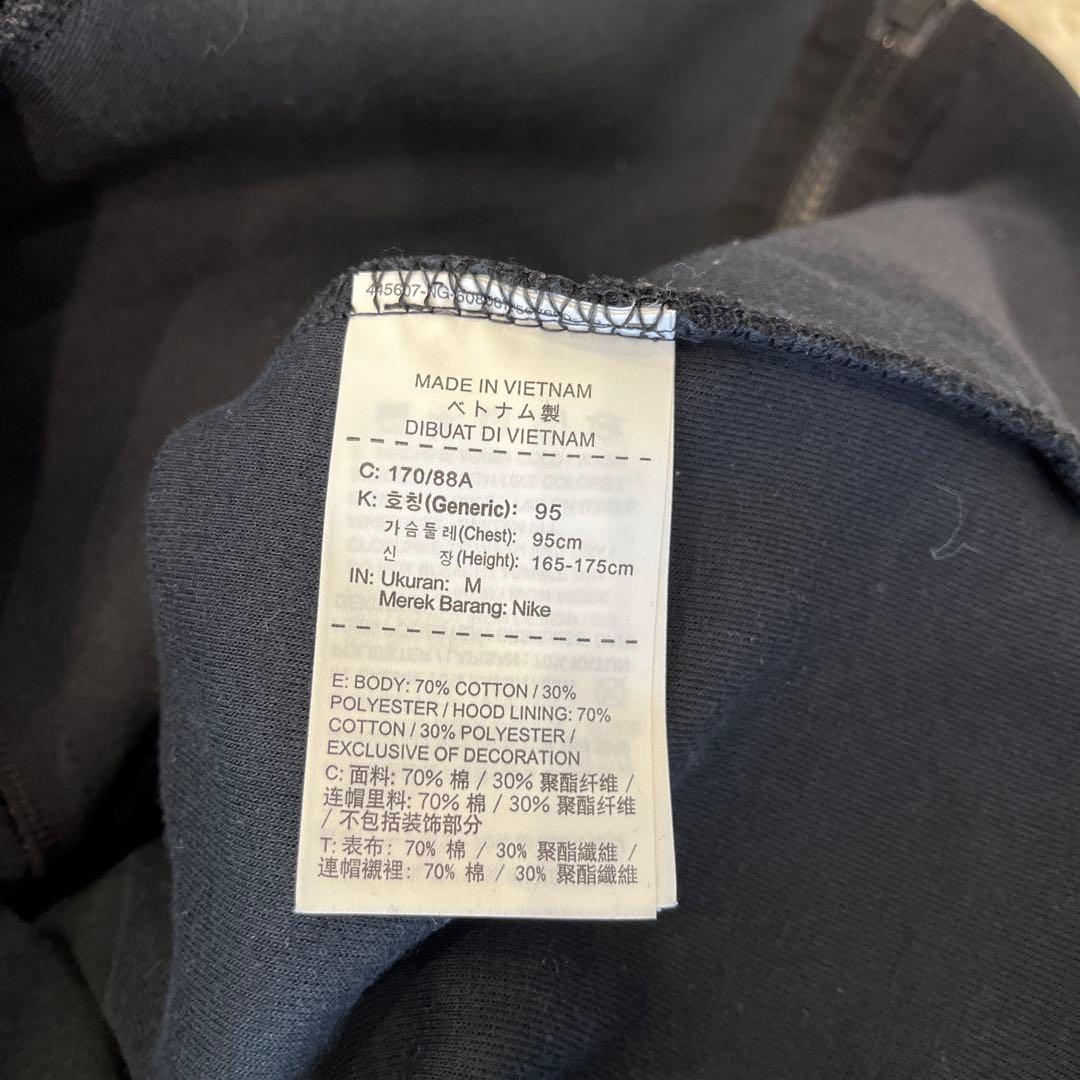 MADE IN VIETNAM
ベトナム製
DIBUAT DI VIETNAM
C: 170/88A
K: 호칭(Generic): 95
가슴둘레(Chest): 95cm
신 장(Height): 165-175cm
IN: Ukuran: M
Merek Barang: Nike
E: BODY: 70% COTTON / 30%
POLYESTER / HOOD LINING: 70%
COTTON / 30% POLYESTER /
EXCLUSIVE OF DECORATION
C: 面料: 70% 棉 / 30% 聚酯纤维 /
连帽里料: 70% 棉 / 30% 聚酯纤维
/ 不包括装饰部分
T: 表布: 70% 棉 / 30% 聚酯纖維 /
連帽襯裡: 70% 棉 / 30% 聚酯纖維